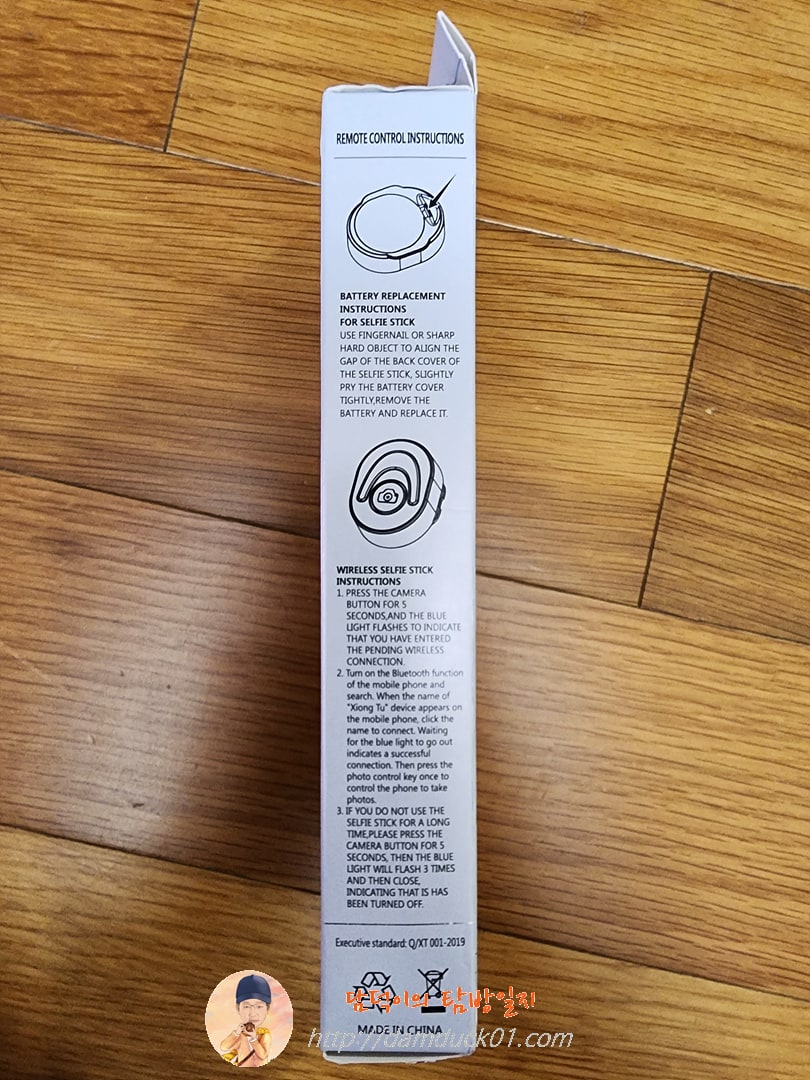 REMOTE CONTROL INSTRUCTIONS
BATTERY REPLACEMENT
INSTRUCTIONS
FOR SELFIE STICK
USE FINGERNAIL OR SHARP
HARD OBJECT TO ALIGN THE
GAP OF THE BACK COVER OF
THE SELFIE STICK, SLIGHTLY
PRY THE BATTERY COVER
TIGHTLY,REMOVE THE
BATTERY AND REPLACE IT.
WIRELESS SELFIE STICK
INSTRUCTIONS
1. PRESS THE CAMERA
BUTTON FOR 5
SECONDS,AND THE BLUE
LIGHT FLASHES TO INDICATE
THAT YOU HAVE ENTERED
THE PENDING WIRELESS
CONNECTION.
2. Turn on the Bluetooth function
of the mobile phone and
search. When the name of
"Xiong Tu" device appears on
the mobile phone, click the
name to connect. Waiting
for the blue light to go out
indicates a successful
connection. Then press the
photo control key once to
control the phone to take
photos.
3. IF YOU DO NOT USE THE
SELFIE STICK FOR A LONG
TIME,PLEASE PRESS THE
CAMERA BUTTON FOR 5
SECONDS, THEN THE BLUE
LIGHT WILL FLASH 3 TIMES
AND THEN CLOSE,
INDICATING THAT IS HAS
BEEN TURNED OFF.
Executive standard: Q/XT 001-2019
담덕이의 탐방일지
MADE IN CHINA
http://damduck01.com